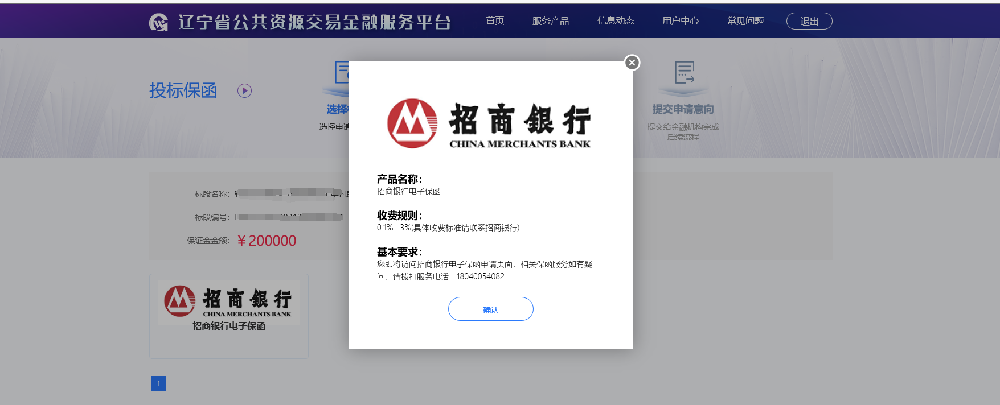 辽宁省公共资源交易金融服务平台
首页
服务产品
信息动态
用户中心
常见问题
退出
投标保函
选择
选择申请
提交申请意向
提交给金融机构完成
后续流程
标段名称：
标段编号：
保证金金额：
￥200000
招商银行
CHINA MERCHANTS BANK
招商银行电子保函
1
招商银行
CHINA MERCHANTS BANK
产品名称：
招商银行电子保函
收费规则：
0.1%--3%(具体收费标准请联系招商银行)
基本要求：
您即将访问招商银行电子保函申请页面，相关保函服务如有疑
问，请拨打服务电话：18040054082
确认